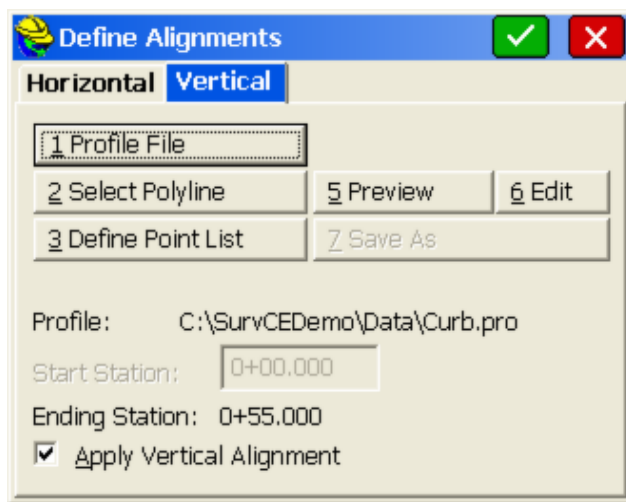 Define Alignments
Horizontal Vertical
1 Profile File
2 Select Polyline 5 Preview 6 Edit
3 Define Point List 7 Save As
Profile: C:\SurvCEDemo\Data\Curb.pro
Start Station: 0+00.000
Ending Station: 0+55.000
Apply Vertical Alignment